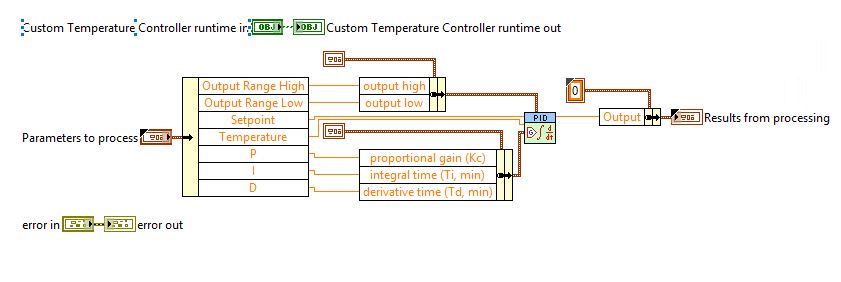 Custom Temperature Controller runtime in
OBJ
OBJ
Custom Temperature Controller runtime out
Output Range High
output high
Output Range Low
output low
0
Setpoint
PID
Output
Results from processing
Temperature
Parameters to process
d
dt
P
proportional gain (Kc)
I
integral time (Ti, min)
D
derivative time (Td, min)
error in
error out